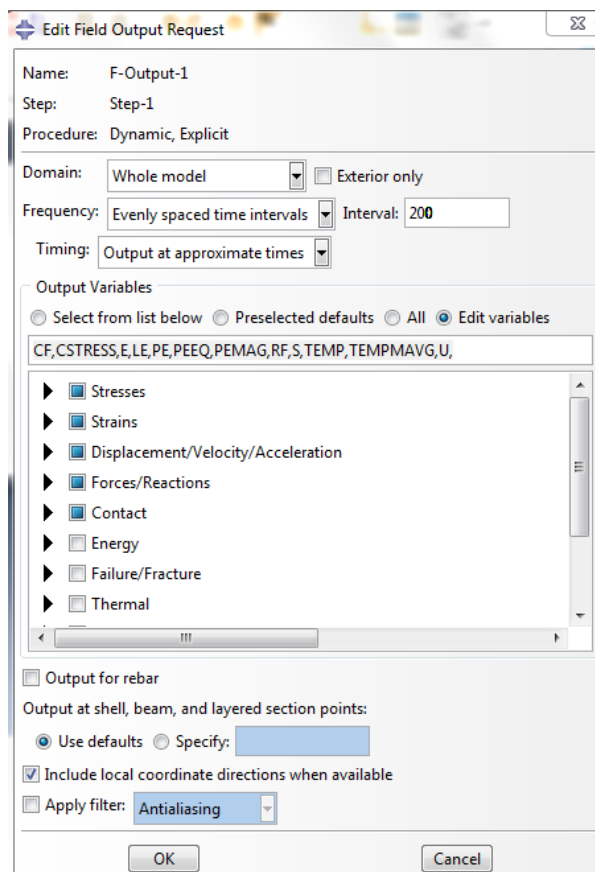 Edit Field Output Request
Name: F-Output-1
Step: Step-1
Procedure: Dynamic, Explicit
Domain: Whole model Exterior only
Frequency: Evenly spaced time intervals Interval: 200
Timing: Output at approximate times
Output Variables
Select from list below Preselected defaults All Edit variables
CF,CSTRESS,E,LE,PE,PEEQ,PEMAG,RF,S,TEMP,TEMPMAVG,U,
Stresses
Strains
Displacement/Velocity/Acceleration
Forces/Reactions
Contact
Energy
Failure/Fracture
Thermal
Output for rebar
Output at shell, beam, and layered section points:
Use defaults Specify:
Include local coordinate directions when available
Apply filter: Antialiasing
OK Cancel